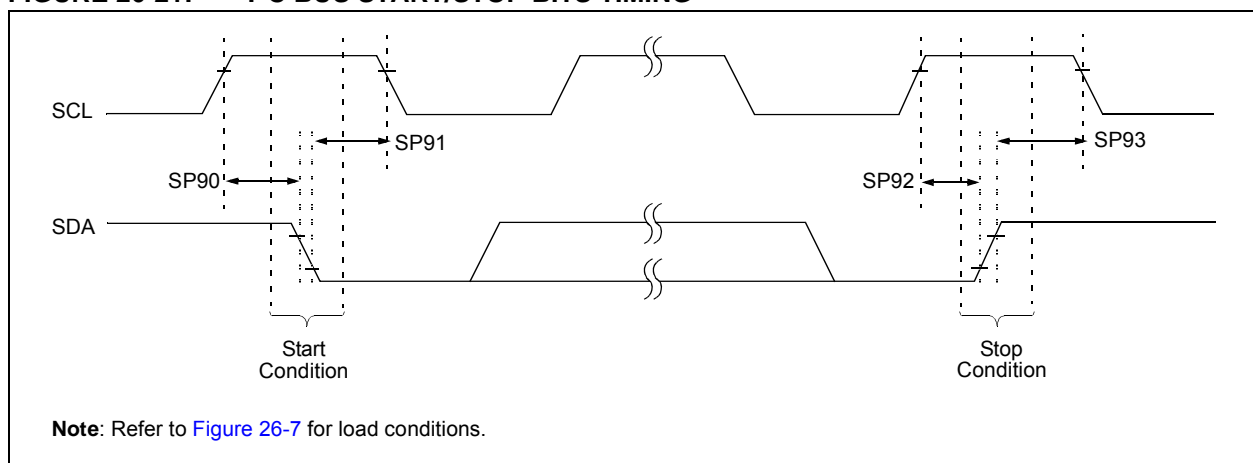 SCL
SP91
SP93
SP90
SP92
SDA
Start
Condition
Stop
Condition
Note: Refer to Figure 26-7 for load conditions.